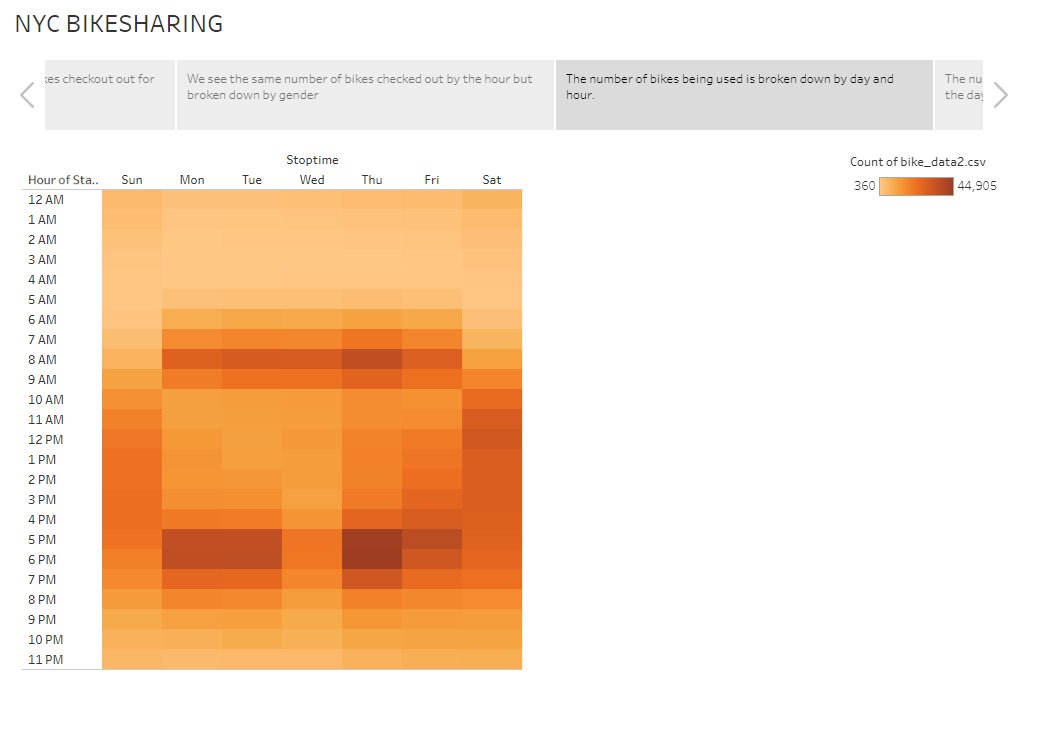 NYC BIKESHARING
kes checkout out for
We see the same number of bikes checked out by the hour but
broken down by gender
The number of bikes being used is broken down by day and
hour.
The nu
the day
Stoptime
Count of bike_data2.csv
Hour of Sta.. Sun Mon Tue Wed Thu Fri Sat
360 44,905
12 AM
1 AM
2 AM
3 AM
4 AM
5 AM
6 AM
7 AM
8 AM
9 AM
10 AM
11 AM
12 PM
1 PM
2 PM
3 PM
4 PM
5 PM
6 PM
7 PM
8 PM
9 PM
10 PM
11 PM